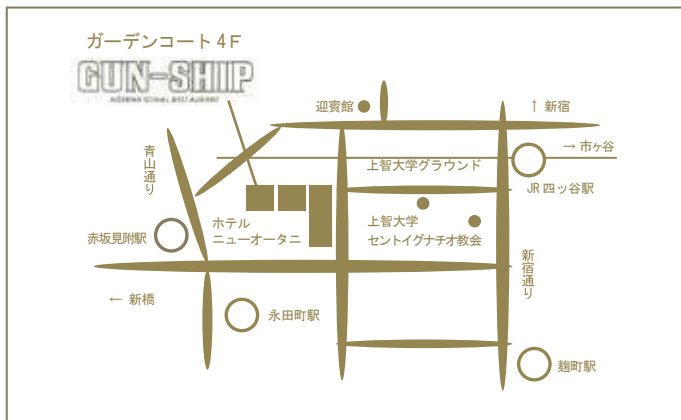 ガーデンコート４Ｆ
GUN-SHIP
INTERNATIONAL RESTAURANT
迎賓館
↑ 新宿
→ 市ヶ谷
青山通り
上智大学グラウンド
JR 四ッ谷駅
ホテル
ニューオータニ
上智大学
セントイグナチオ教会
赤坂見附駅
新宿通り
← 新橋
永田町駅
麹町駅